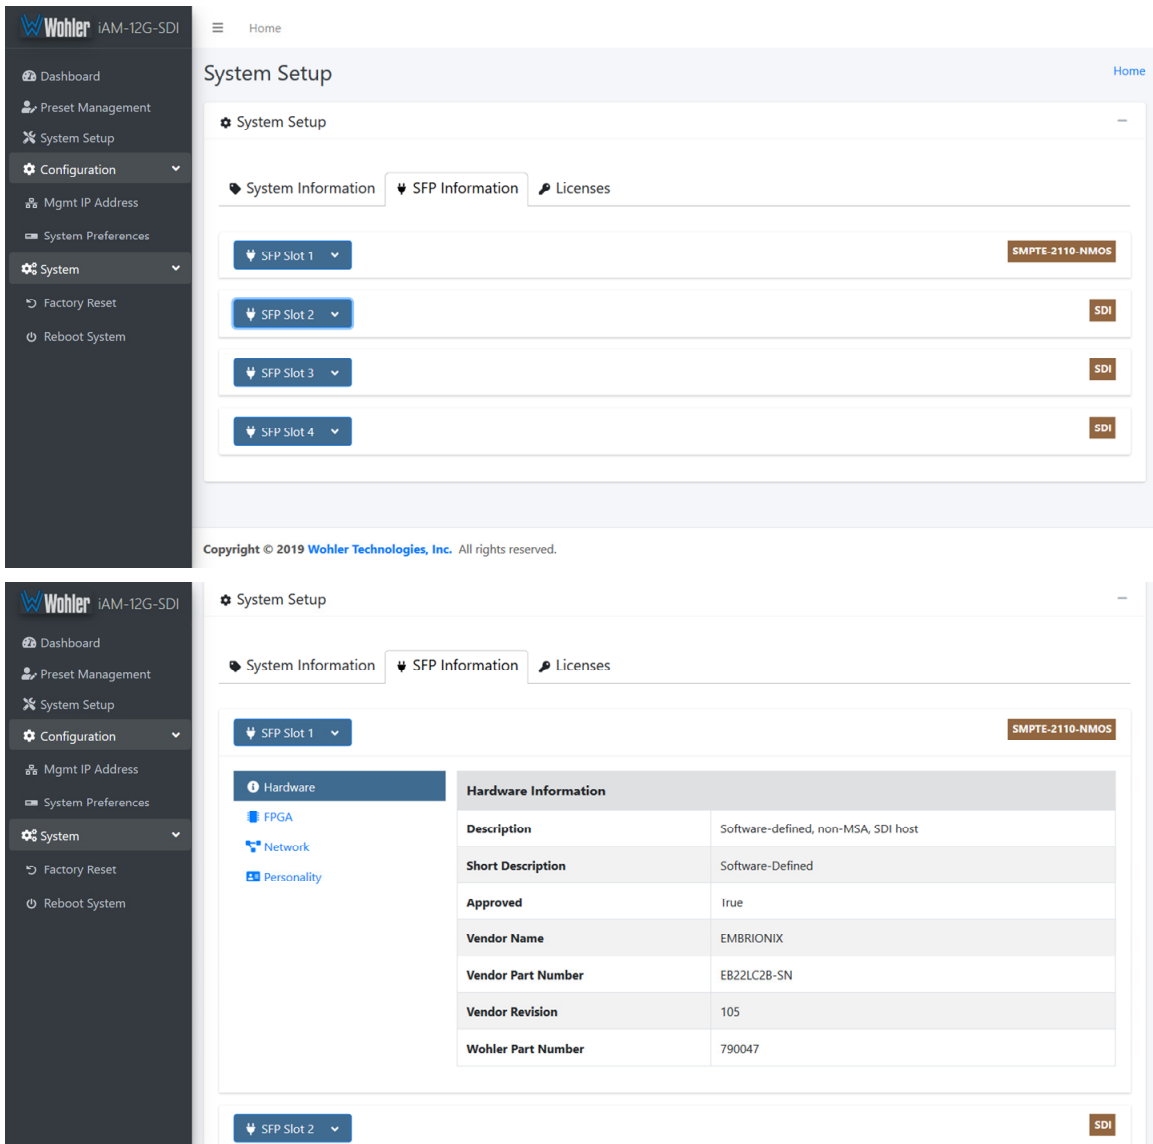 Wohler iAM-12G-SDI
Home
Dashboard
Preset Management
System Setup
Configuration
Mgmt IP Address
System Preferences
System
Factory Reset
Reboot System
System Setup
Home
System Setup
System Information SFP Information Licenses
SFP Slot 1 SMPTE-2110-NMOS
SFP Slot 2 SDI
SFP Slot 3 SDI
SFP Slot 4 SDI
Copyright © 2019 Wohler Technologies, Inc. All rights reserved.
Wohler iAM-12G-SDI
Dashboard
Preset Management
System Setup
Configuration
Mgmt IP Address
System Preferences
System
Factory Reset
Reboot System
System Setup
System Information SFP Information Licenses
SFP Slot 1 SMPTE-2110-NMOS
Hardware
FPGA
Network
Personality
Hardware Information
Description Software-defined, non-MSA, SDI host
Short Description Software-Defined
Approved True
Vendor Name EMBRIONIX
Vendor Part Number EB22LC2B-SN
Vendor Revision 105
Wohler Part Number 790047
SFP Slot 2 SDI